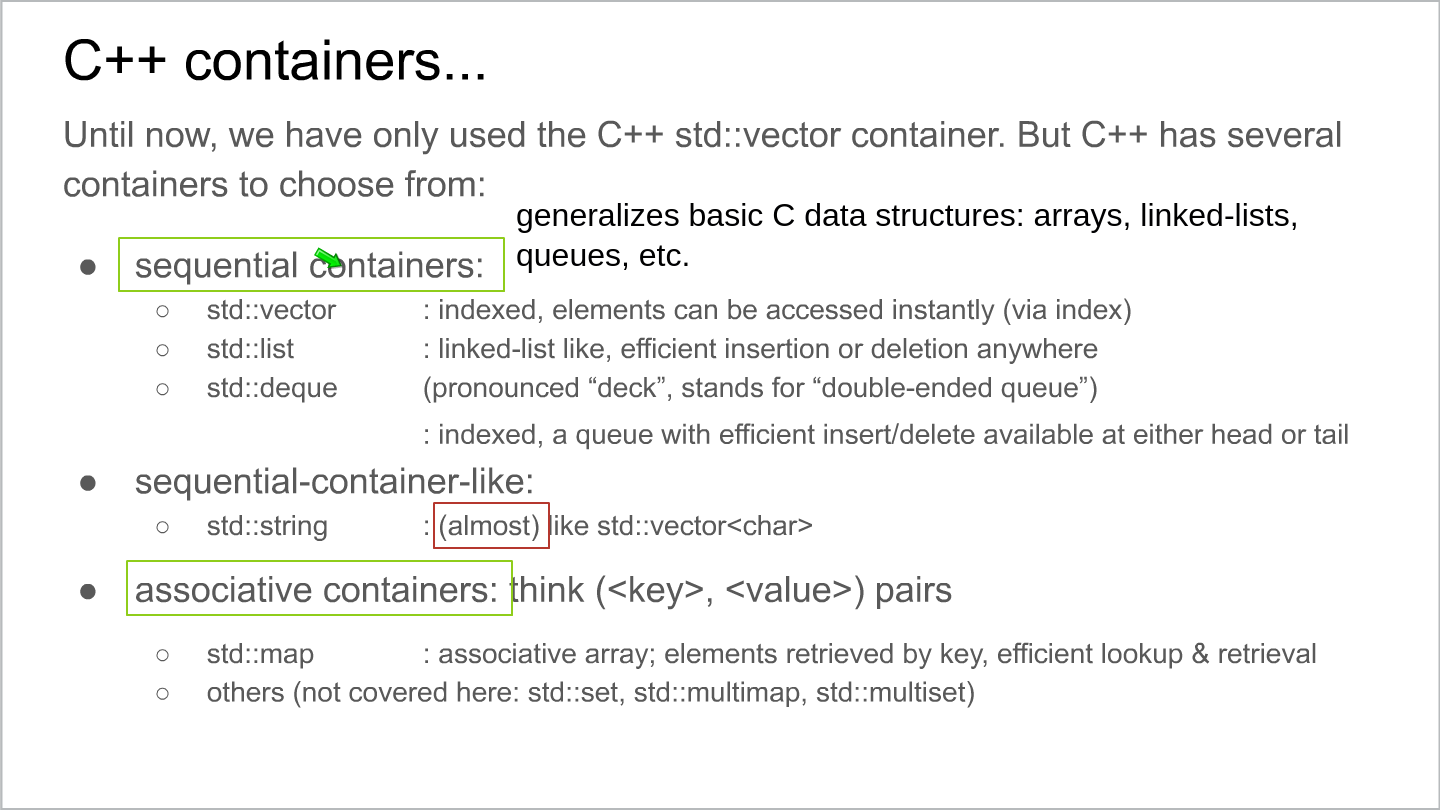 C++ containers...
Until now, we have only used the C++ std::vector container. But C++ has several
containers to choose from:
generalizes basic C data structures: arrays, linked-lists,
queues, etc.
● sequential containers:
○ std::vector : indexed, elements can be accessed instantly (via index)
○ std::list : linked-list like, efficient insertion or deletion anywhere
○ std::deque (pronounced “deck”, stands for “double-ended queue”)
: indexed, a queue with efficient insert/delete available at either head or tail
● sequential-container-like:
○ std::string : (almost) like std::vector<char>
● associative containers: think (<key>, <value>) pairs
○ std::map : associative array; elements retrieved by key, efficient lookup & retrieval
○ others (not covered here: std::set, std::multimap, std::multiset)